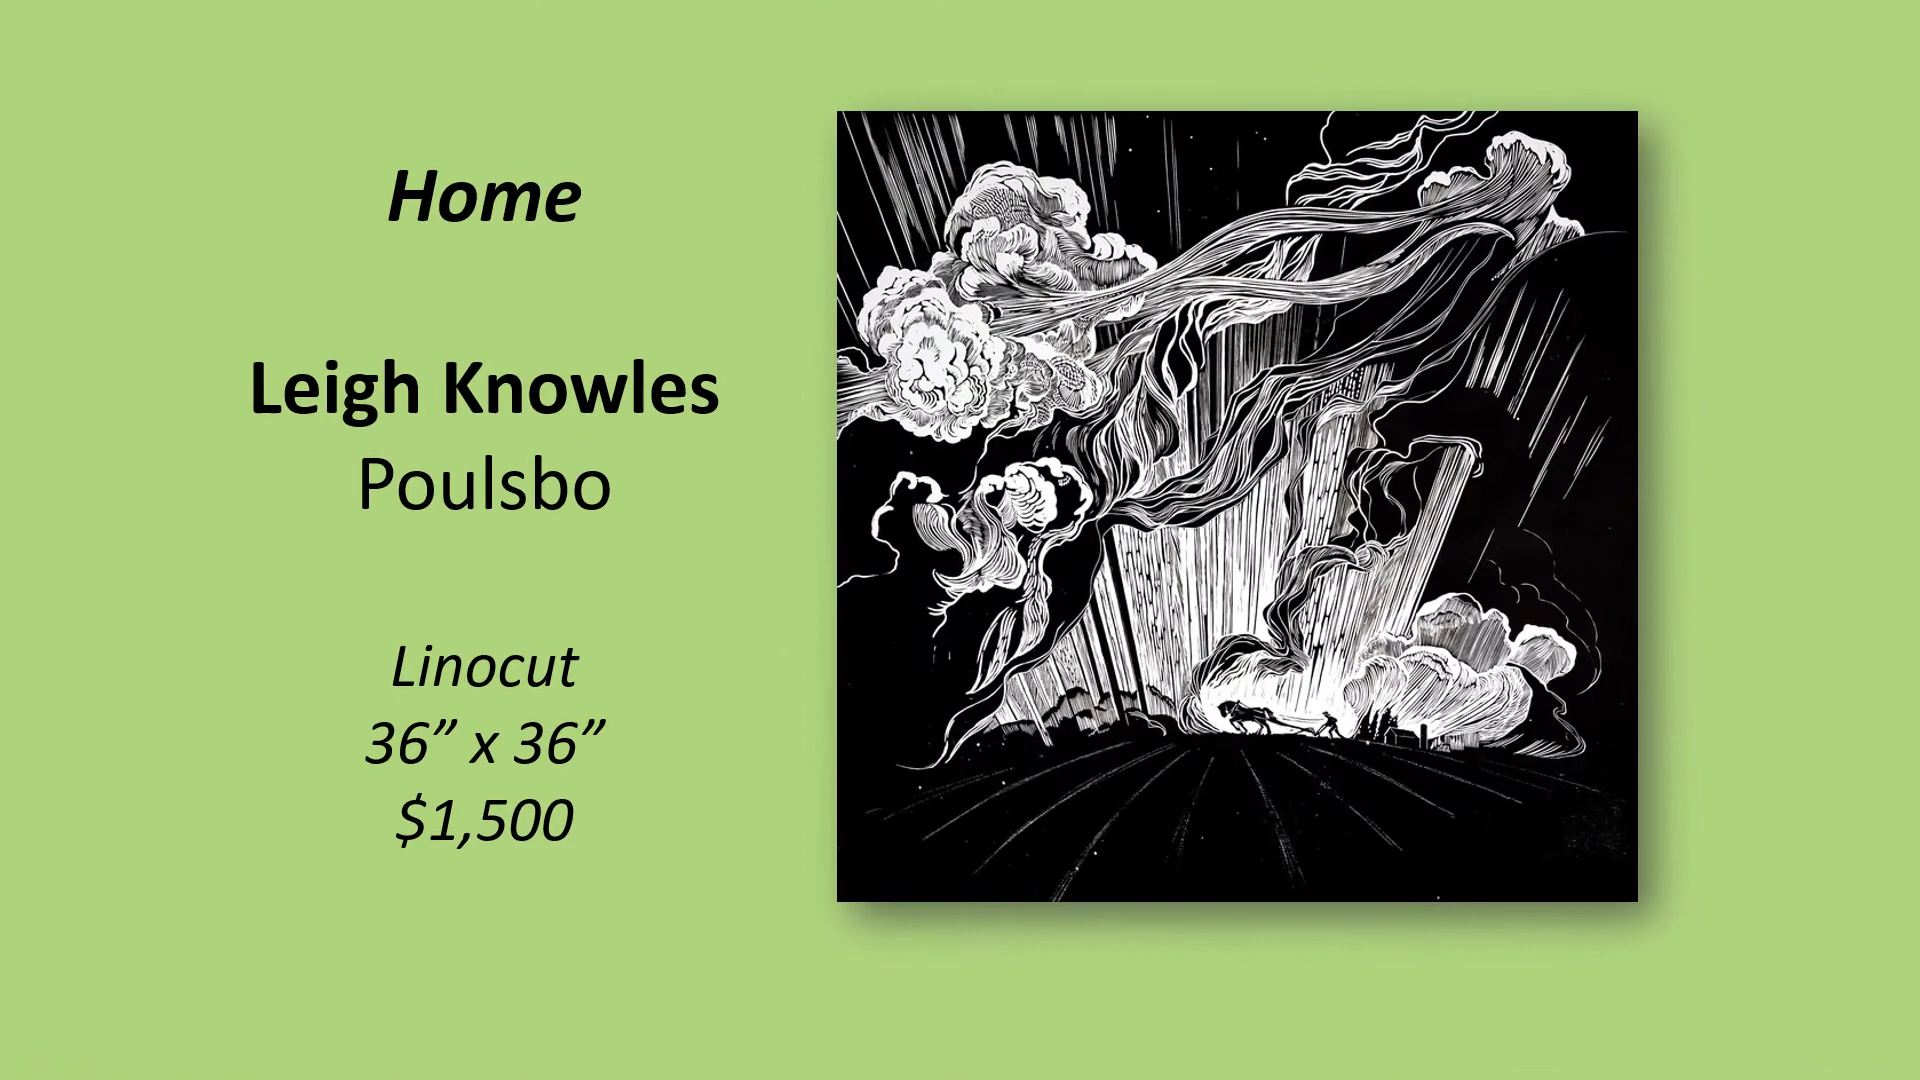 Home
Leigh Knowles
Poulsbo
Linocut
36” x 36”
$1,500